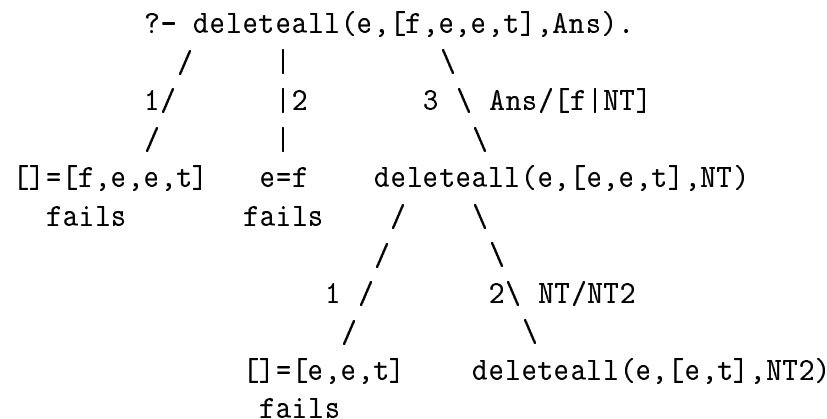 ?- deleteall(e,[f,e,e,t],Ans).
/ | \
1/ |2 3 \ Ans/[f|NT]
/ | \
[]=[f,e,e,t] e=f deleteall(e,[e,e,t],NT)
fails fails / \
/ \
1 / 2\ NT/NT2
/ \
[]=[e,e,t] deleteall(e,[e,t],NT2)
fails